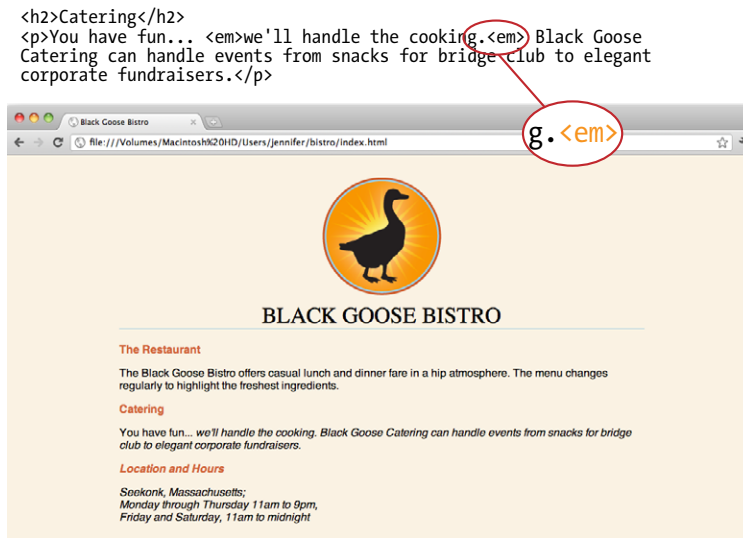 <h2>Catering</h2>
<p>You have fun... <em>we'll handle the cooking.<em> Black Goose
Catering can handle events from snacks for bridge club to elegant
corporate fundraisers.</p>
g.<em>
Black Goose Bistro
file:///Volumes/Macintosh%20HD/Users/jennifer/bistro/index.html
BLACK GOOSE BISTRO
The Restaurant
The Black Goose Bistro offers casual lunch and dinner fare in a hip atmosphere. The menu changes
regularly to highlight the freshest ingredients.
Catering
You have fun... we'll handle the cooking. Black Goose Catering can handle events from snacks for bridge
club to elegant corporate fundraisers.
Location and Hours
Seekonk, Massachusetts;
Monday through Thursday 11am to 9pm,
Friday and Saturday, 11am to midnight